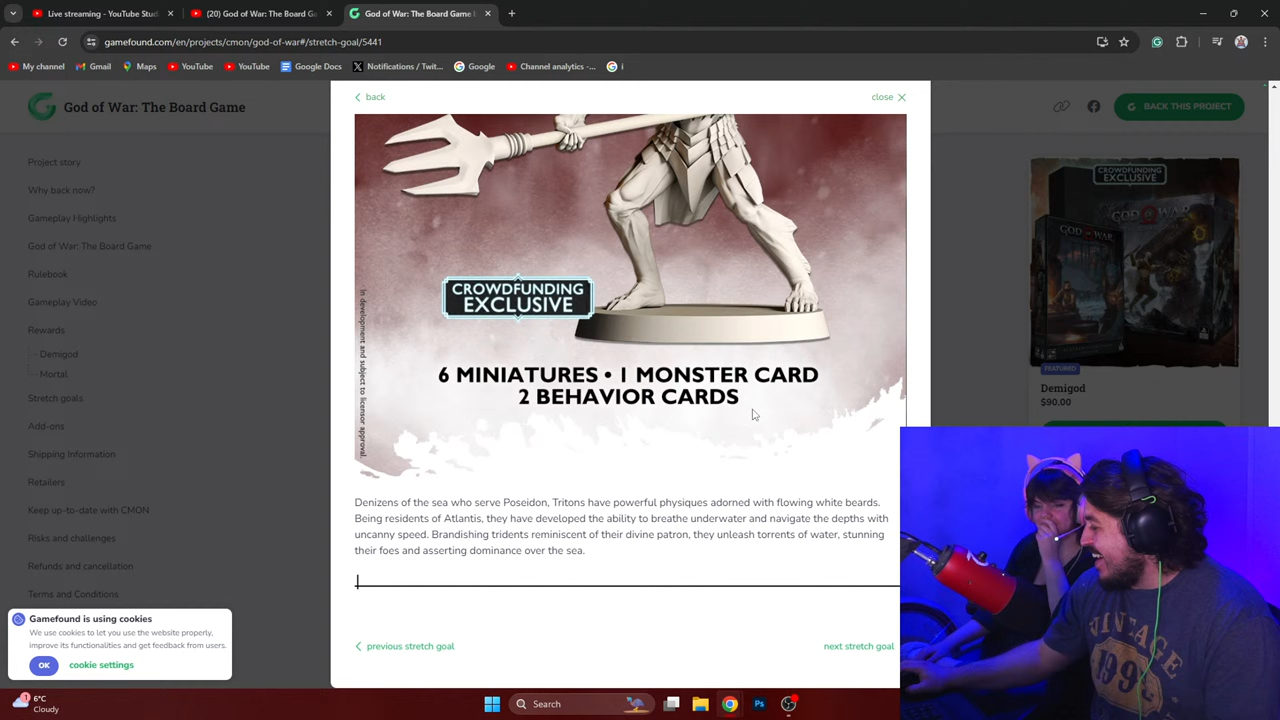 Live streaming - YouTube Stud
(20) God of War: The Board Ga
God of War: The Board Game
gamefound.com/en/projects/cmon/god-of-war#/stretch-goal/5441
My channel
Gmail
Maps
YouTube
YouTube
Google Docs
Notifications / Twit...
Google
Channel analytics -...
i
God of War: The Board Game
BACK THIS PROJECT
back
close
Project story
Why back now?
Gameplay Highlights
God of War: The Board Game
Rulebook
Gameplay Video
Rewards
Demigod
Mortal
Stretch goals
Add-ons
Shipping Information
Retailers
Keep up-to-date with CMON
Risks and challenges
Refunds and cancellation
Terms and Conditions
In development and subject to licensor approval.
CROWDFUNDING
EXCLUSIVE
6 MINIATURES • 1 MONSTER CARD
2 BEHAVIOR CARDS
Denizens of the sea who serve Poseidon, Tritons have powerful physiques adorned with flowing white beards.
Being residents of Atlantis, they have developed the ability to breathe underwater and navigate the depths with
uncanny speed. Brandishing tridents reminiscent of their divine patron, they unleash torrents of water, stunning
their foes and asserting dominance over the sea.
previous stretch goal
next stretch goal
CROWDFUNDING
EXCLUSIVE
GOD OF WAR
GOD OF WAR
FEATURED
Demigod
$90.00
Gamefound is using cookies
We use cookies to let you use the website properly,
improve its functionalities and get feedback from users.
OK
cookie settings
VINTAGE
1
6°C
Cloudy
Search
Ps